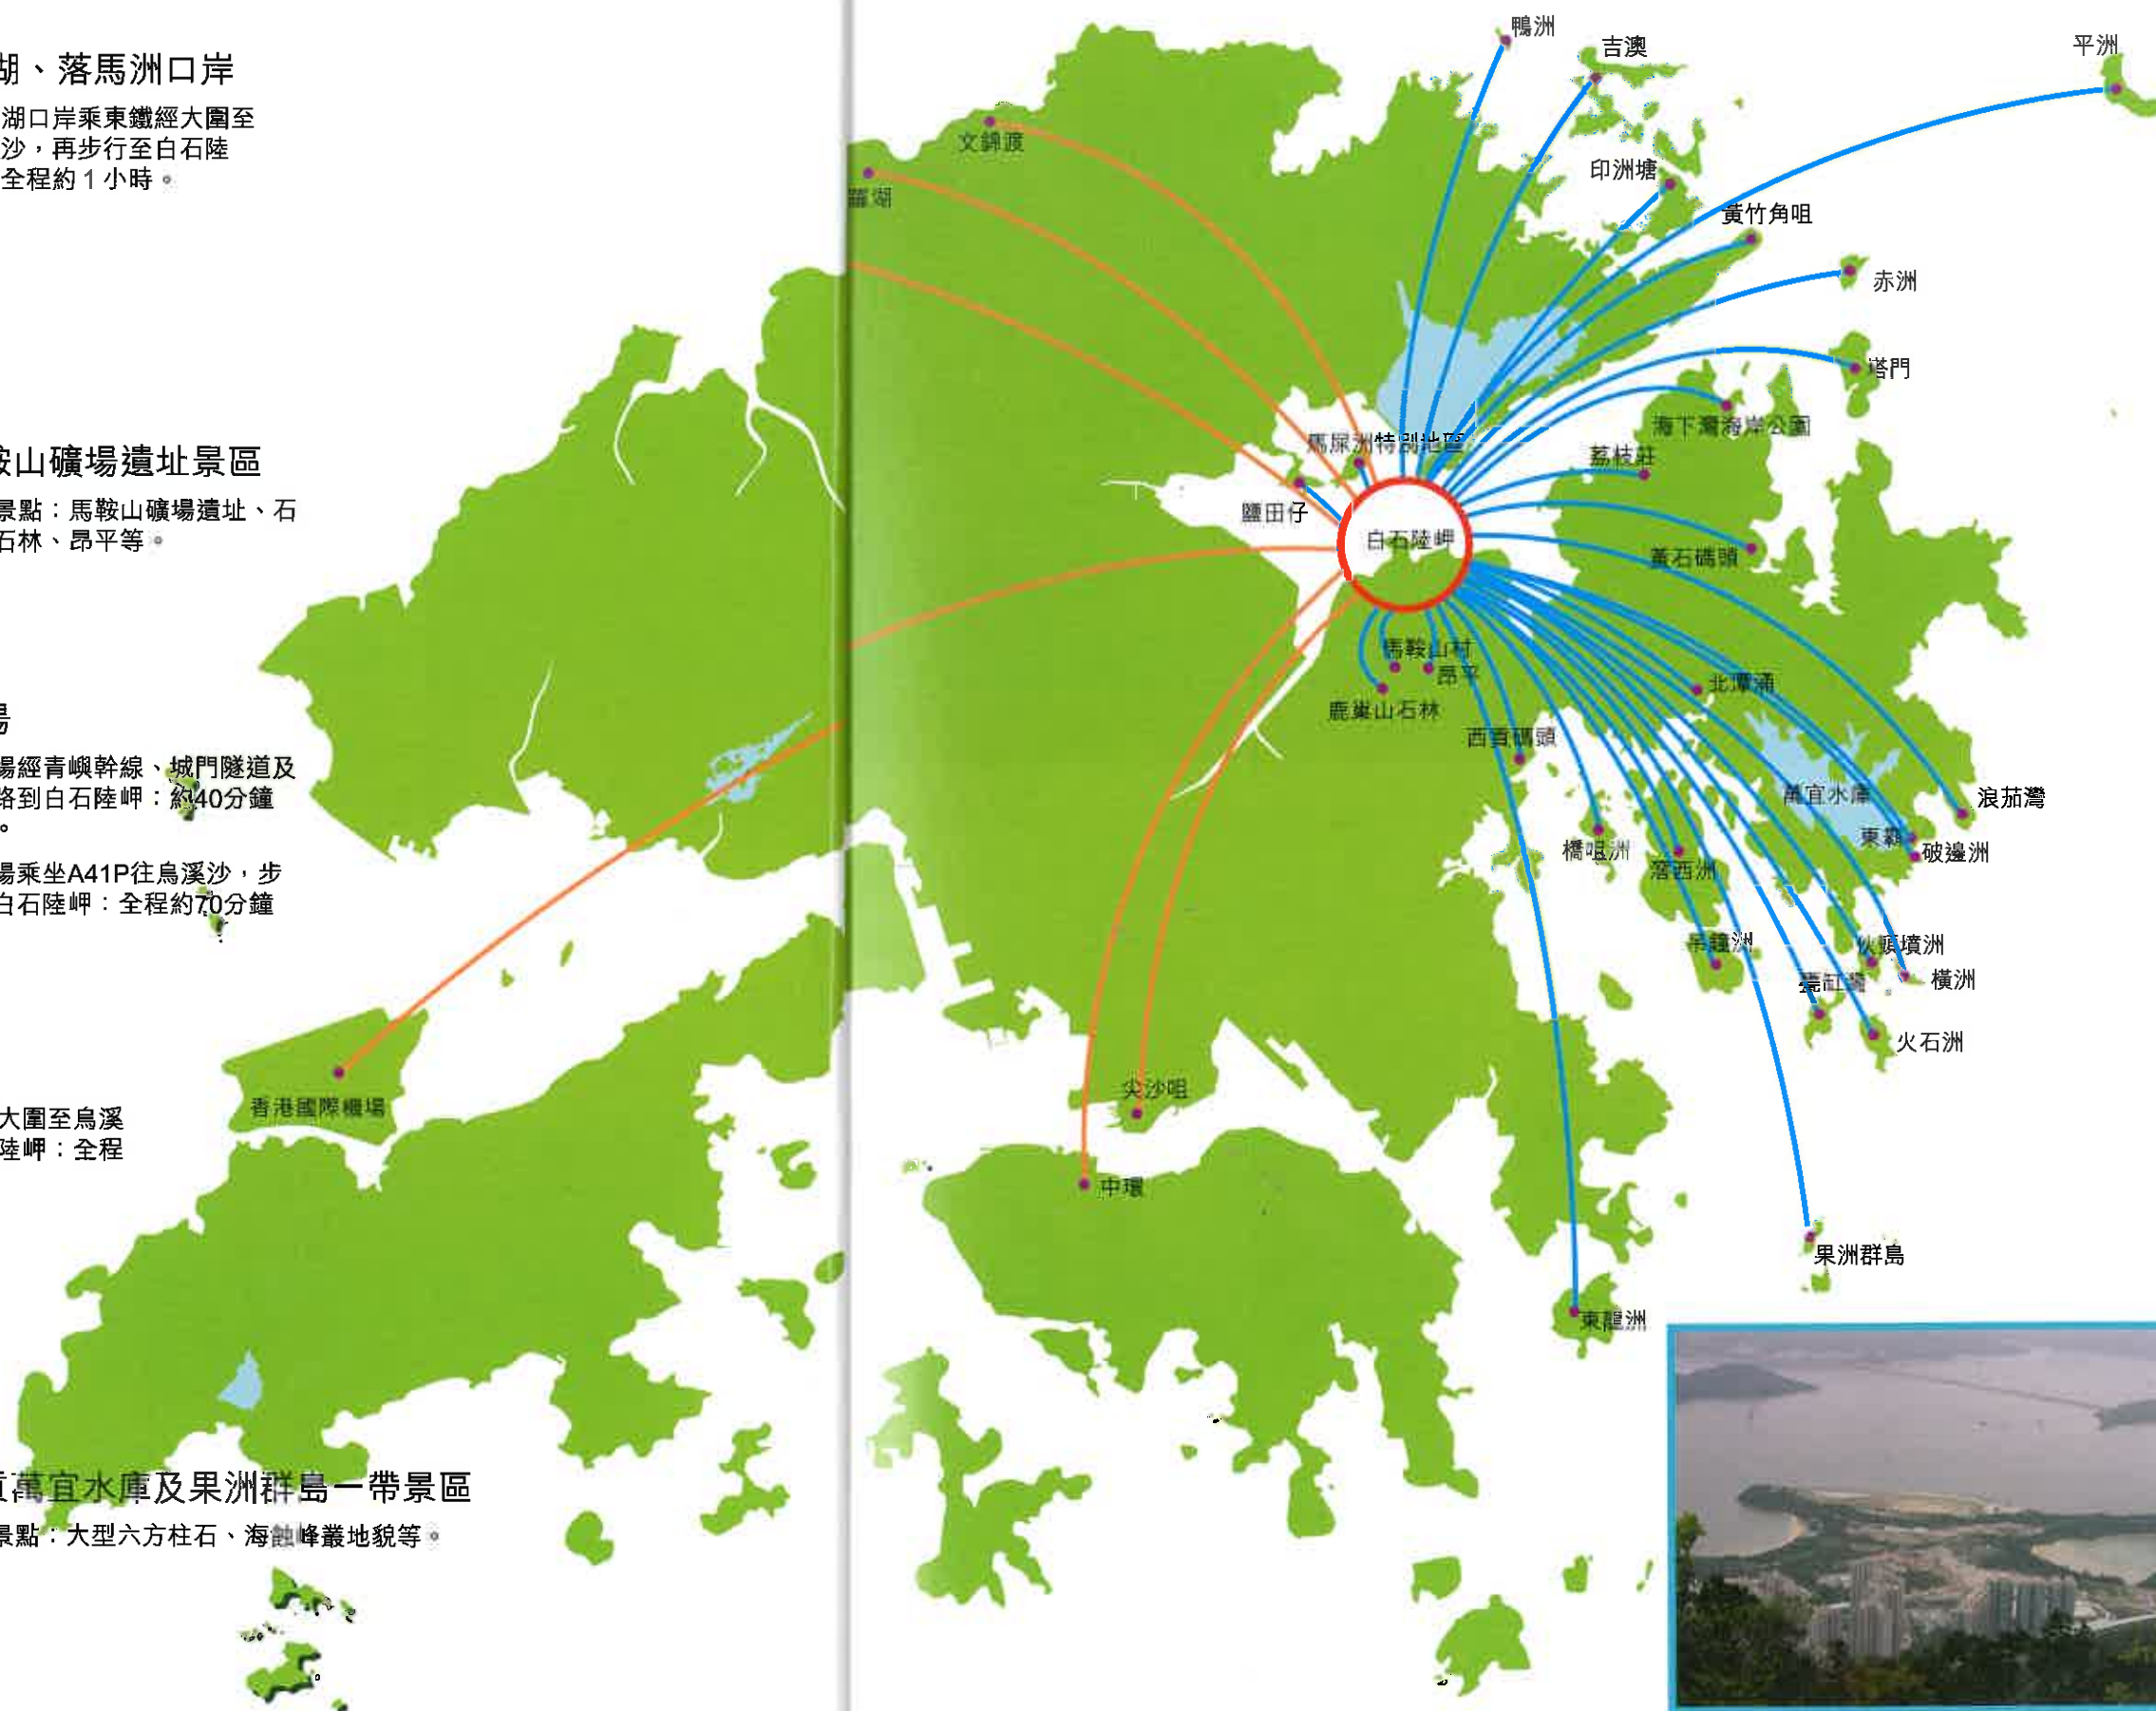 湖、落馬洲口岸
湖口岸乘東鐵經大圍至
沙，再步行至白石陸
全程約1小時。
鞍山礦場遺址景區
景點：馬鞍山礦場遺址、石
石林、昂平等。
場
場經青嶼幹線、城門隧道及
路到白石陸岬：約40分鐘
。
場乘坐A41P往烏溪沙，步
白石陸岬：全程約70分鐘
大圍至烏溪
陸岬：全程
貢萬宜水庫及果洲群島一帶景區
景點：大型六方柱石、海蝕峰叢地貌等。
鴨洲
吉澳
平洲
文錦渡
羅湖
印洲塘
黃竹角咀
赤洲
塔門
海下灣海岸公園
馬屎洲特別地區
荔枝莊
鹽田仔
白石陸岬
黃石碼頭
馬鞍山村
昂平
鹿巢山石林
北潭涌
西貢碼頭
萬宜水庫
浪茄灣
東霸
破邊洲
橋咀洲
滘西洲
吊鐘洲
伙頭墳洲
甕缸灣
橫洲
火石洲
香港國際機場
尖沙咀
中環
果洲群島
東龍洲